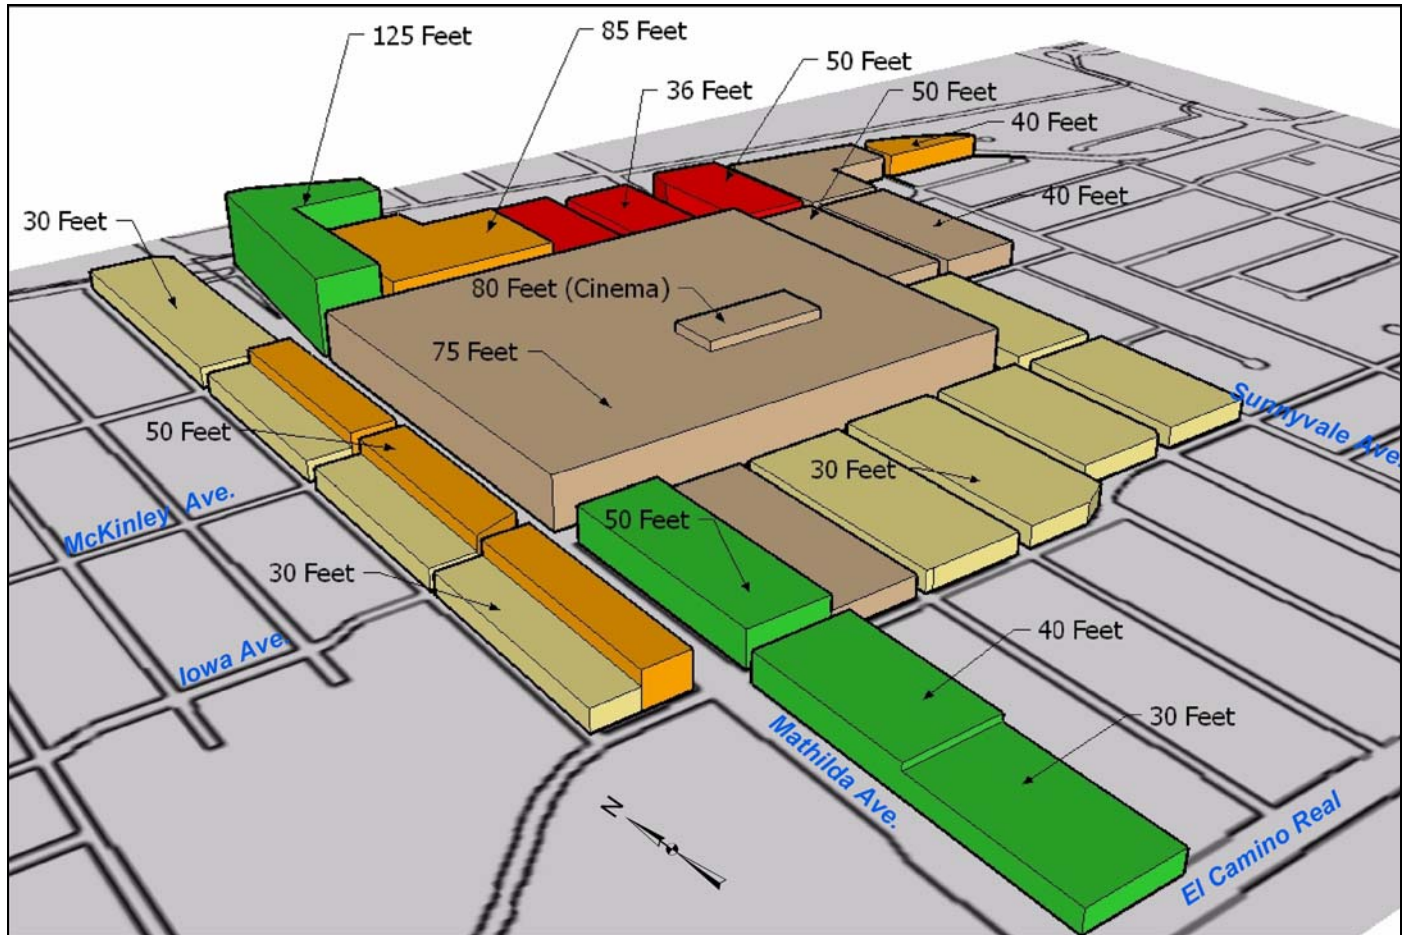 125 Feet
85 Feet
50 Feet
36 Feet
50 Feet
40 Feet
30 Feet
40 Feet
80 Feet (Cinema)
75 Feet
Sunnyvale Ave.
50 Feet
30 Feet
McKinley Ave.
50 Feet
30 Feet
Iowa Ave.
40 Feet
30 Feet
Mathilda Ave.
N
El Camino Real